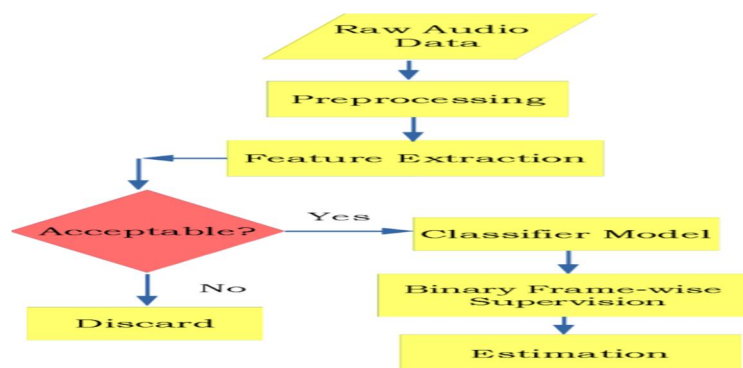 Raw Audio
Data
Preprocessing
Feature Extraction
Acceptable?
Yes
Classifier Model
No
Binary Frame-wise
Supervision
Discard
Estimation